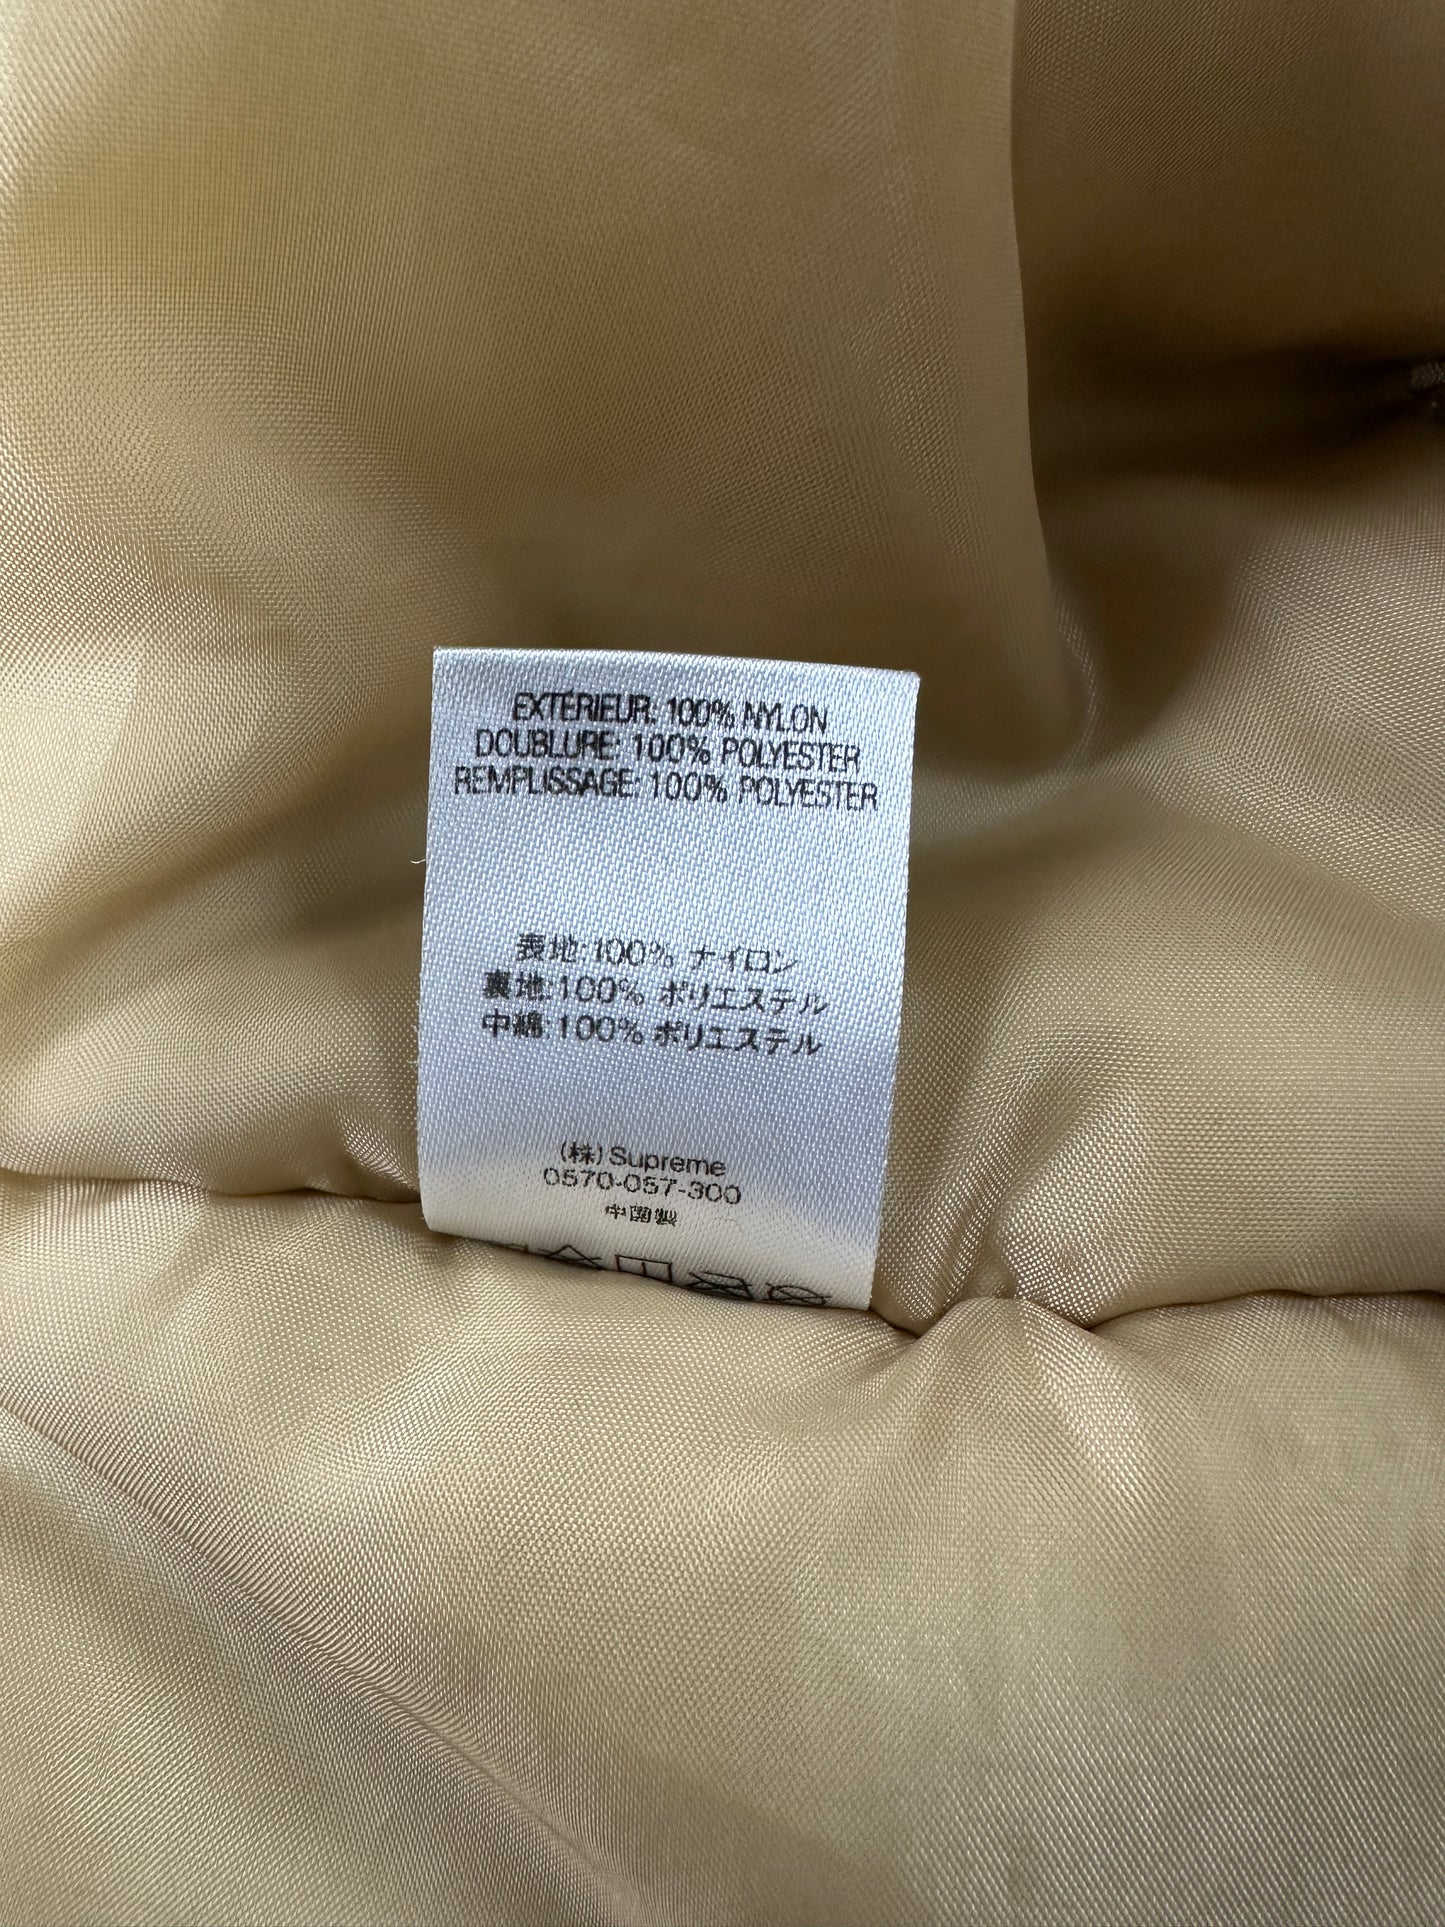 EXTÉRIEUR: 100% NYLON
DOUBLURE: 100% POLYESTER
REMPLISSAGE: 100% POLYESTER
表地:100% ナイロン
裏地:100% ポリエステル
中綿:100% ポリエステル
(株) Supreme
0570-057-300
中国製